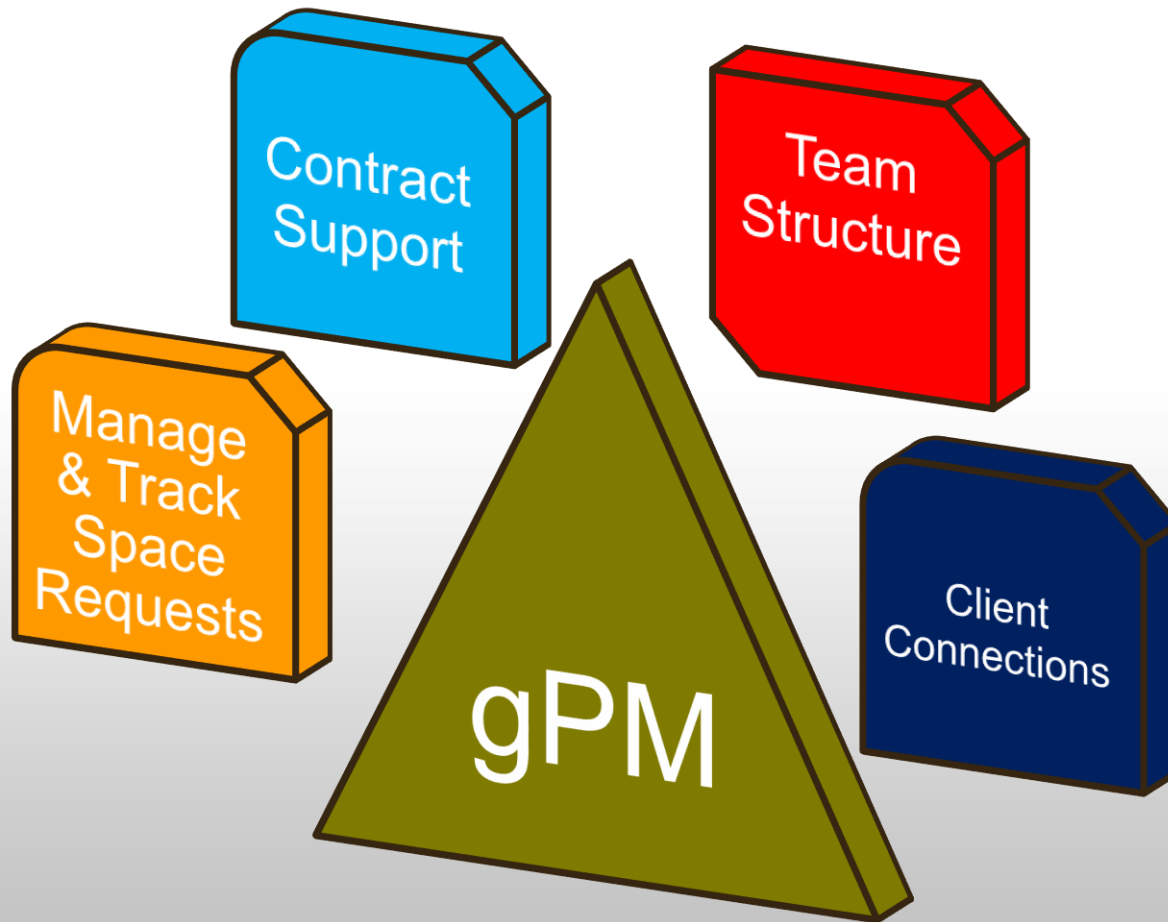 Contract
Support
Team
Structure
Manage
& Track
Space
Requests
Client
Connections
gPM